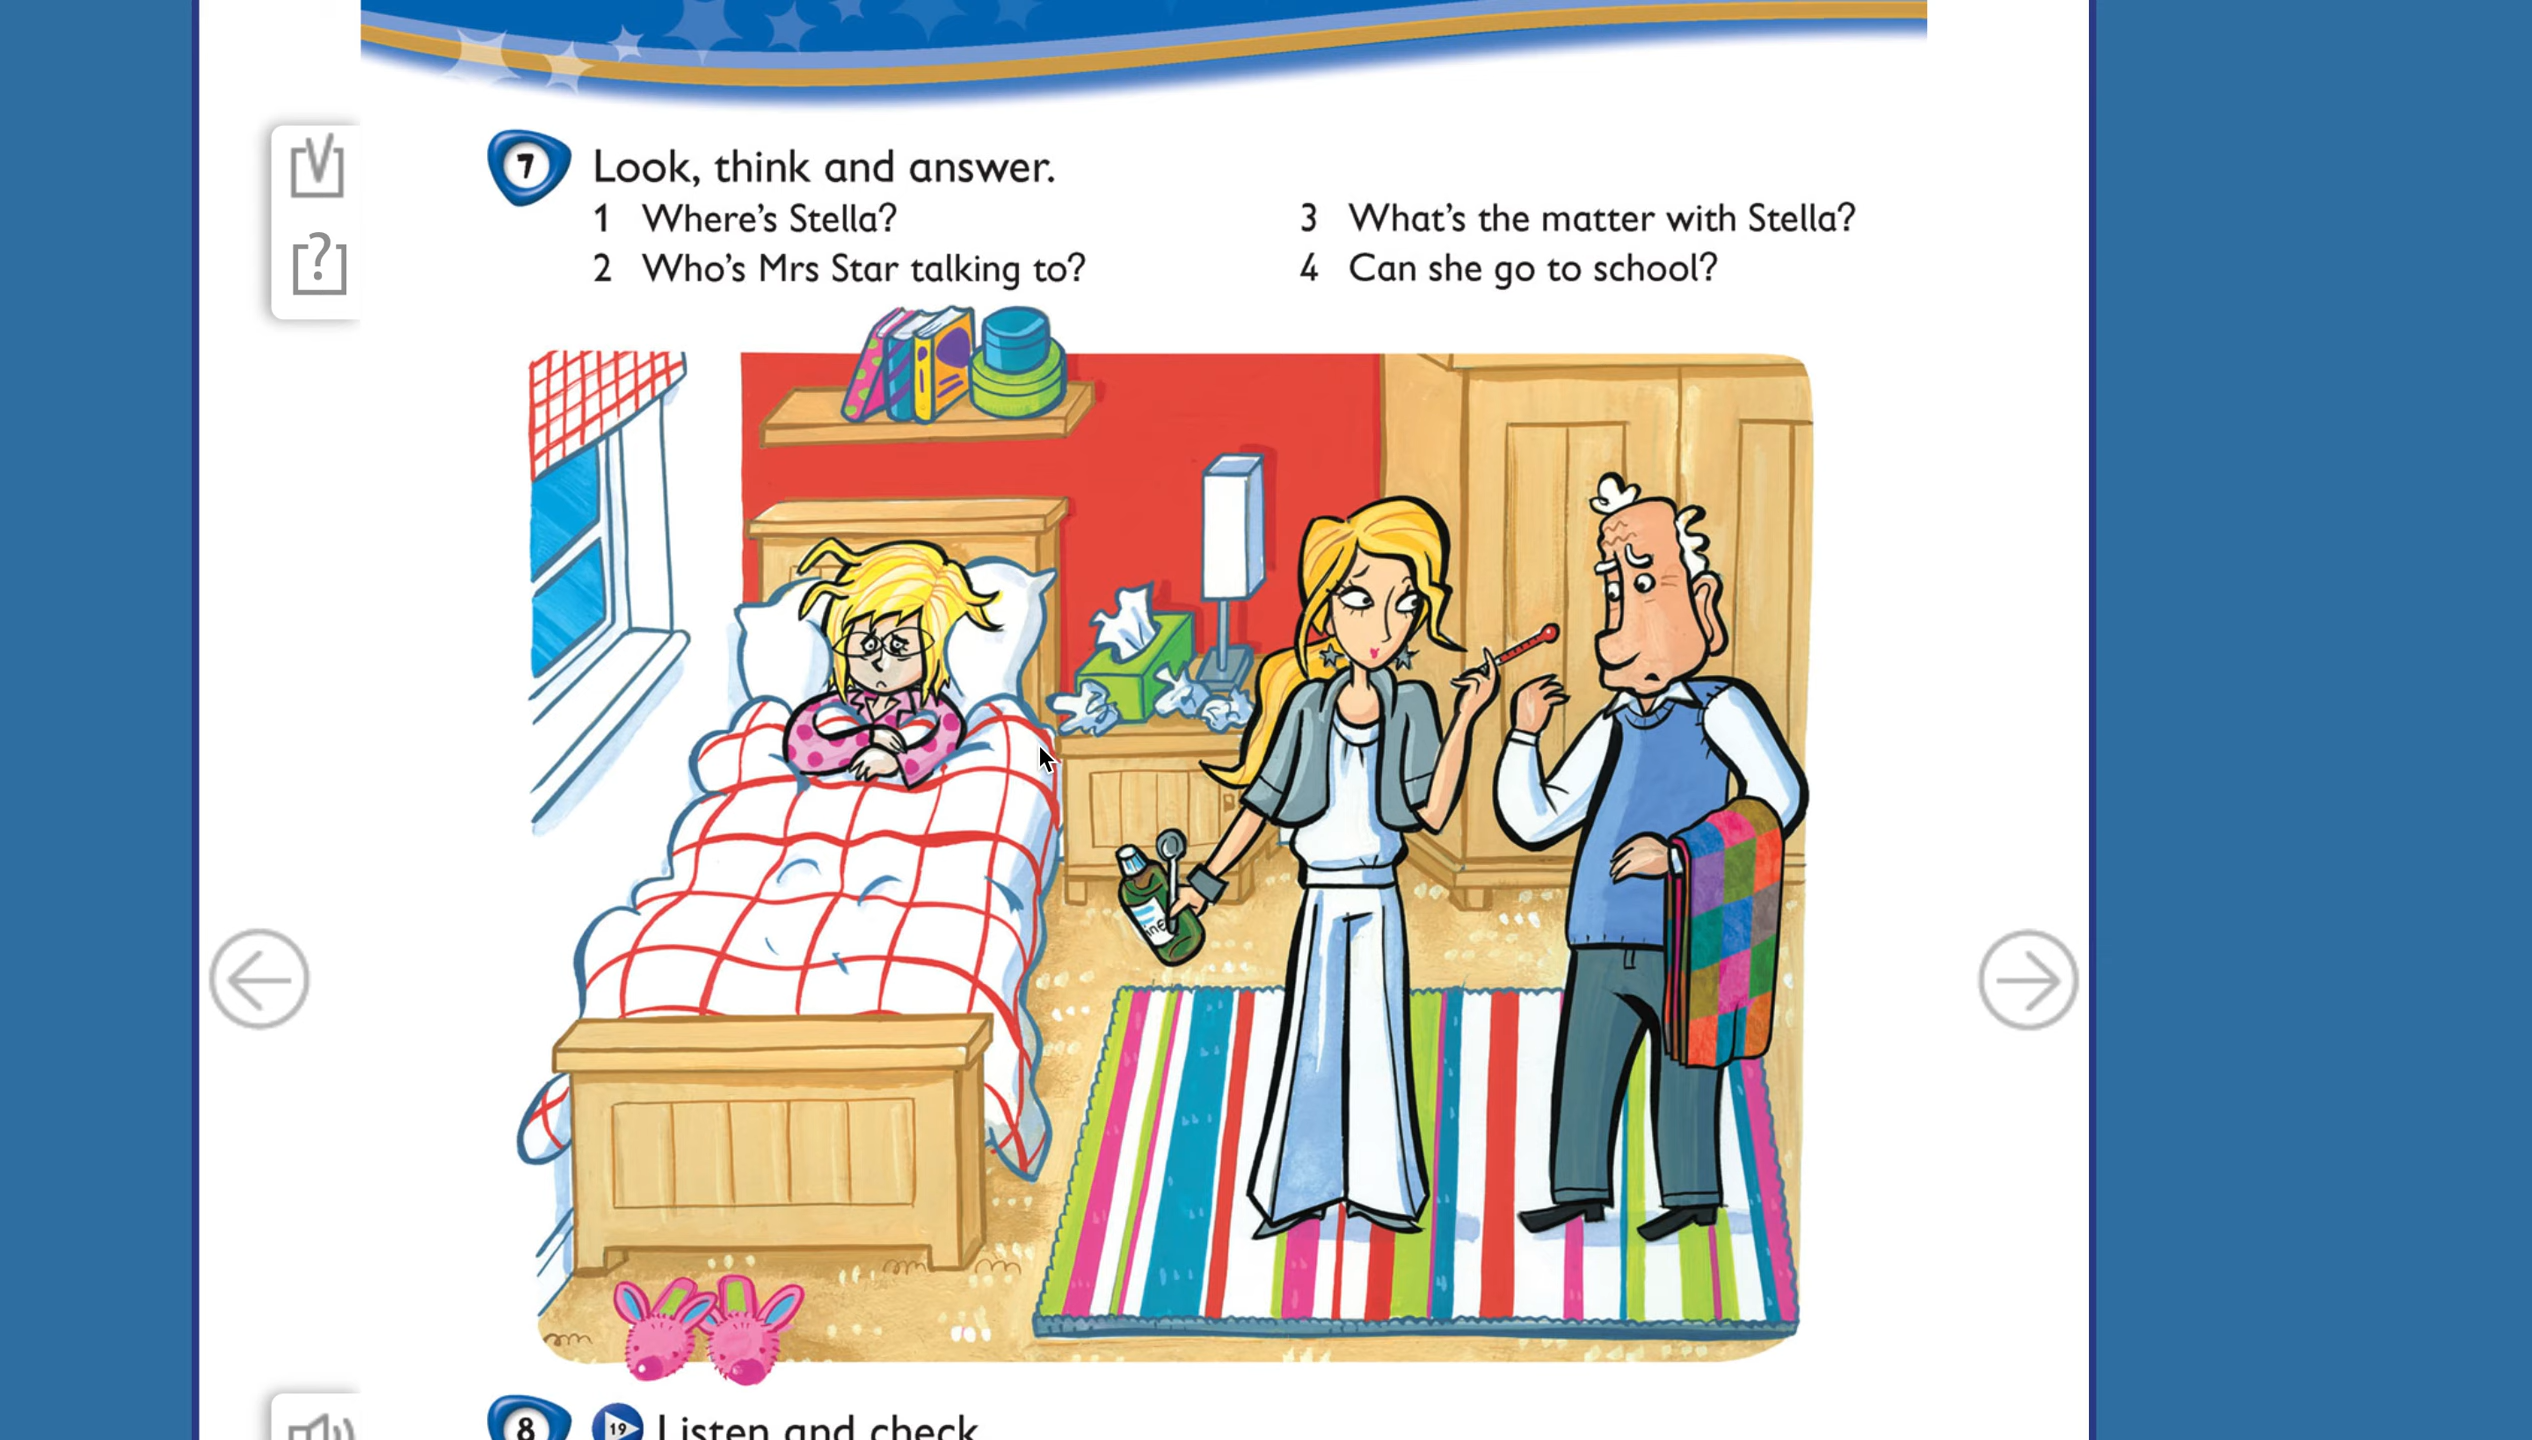 7 Look, think and answer.
1 Where's Stella?
2 Who's Mrs Star talking to?
3 What's the matter with Stella?
4 Can she go to school?
ine
8 19 Listen and check